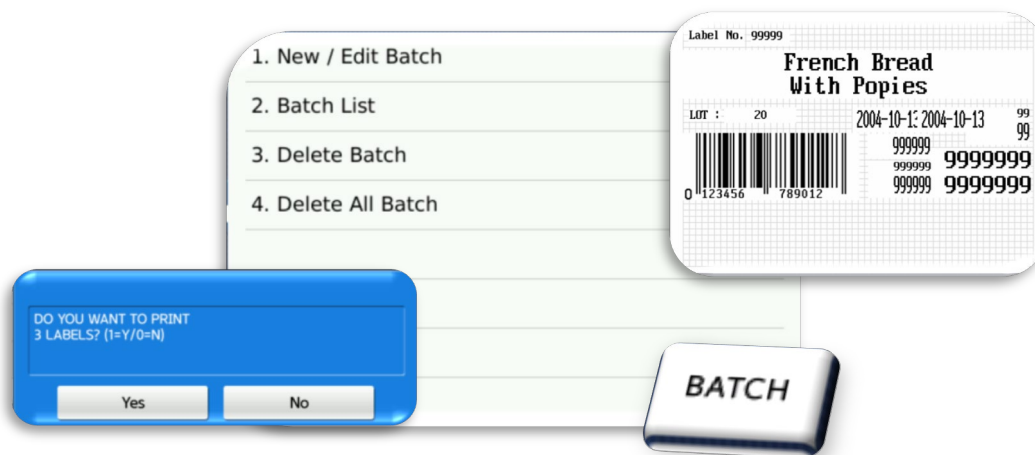 1. New / Edit Batch
2. Batch List
3. Delete Batch
4. Delete All Batch
Label No. 99999
French Bread
With Popies
LOT : 20 2004-10-13 2004-10-13 99
99
999999
999999 9999999
999999 9999999
0 123456 789012
DO YOU WANT TO PRINT
3 LABELS? (1=Y/0=N)
Yes No
BATCH